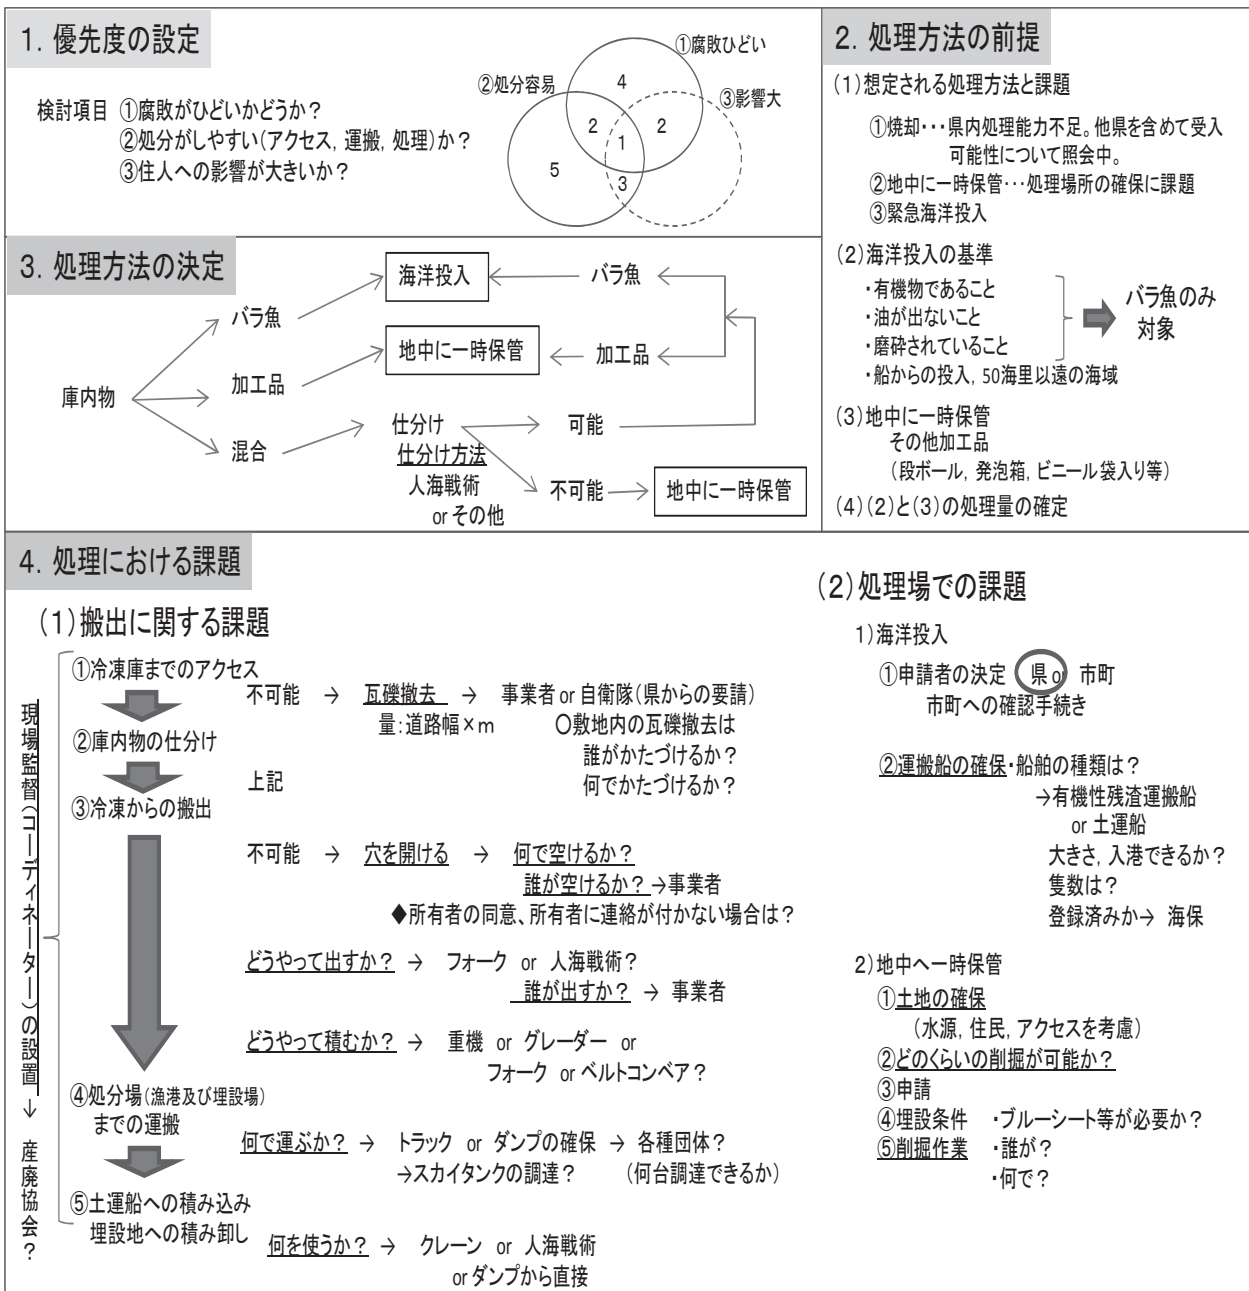 1．優先度の設定
検討項目 ①腐敗がひどいかどうか？
②処分がしやすい（アクセス，運搬，処理）か？
③住人への影響が大きいか？
①腐敗ひどい
②処分容易
③影響大
4
2
2
1
5
3
2．処理方法の前提
（1）想定される処理方法と課題
①焼却・・・県内処理能力不足。他県を含めて受入
可能性について照会中。
②地中に一時保管・・・処理場所の確保に課題
③緊急海洋投入
（2）海洋投入の基準
・有機物であること
・油が出ないこと
・磨砕されていること
・船からの投入，50海里以遠の海域
バラ魚のみ
対象
（3）地中に一時保管
その他加工品
（段ボール，発泡箱，ビニール袋入り等）
（4）（2）と（3）の処理量の確定
3．処理方法の決定
庫内物
バラ魚
加工品
混合
海洋投入
バラ魚
地中に一時保管
加工品
仕分け
仕分け方法
人海戦術
or その他
可能
不可能
地中に一時保管
4．処理における課題
（1）搬出に関する課題
現場監督（コーディネーター）の設置 ↓ 産廃協会？
①冷凍庫までのアクセス
②庫内物の仕分け
③冷凍からの搬出
④処分場（漁港及び埋設場）
までの運搬
⑤土運船への積み込み
埋設地への積み卸し
不可能 → 瓦礫撤去 → 事業者 or 自衛隊（県からの要請）
量：道路幅×m ○敷地内の瓦礫撤去は
誰がかたづけるか？
何でかたづけるか？
上記
不可能 → 穴を開ける → 何で空けるか？
誰が空けるか？→事業者
◆所有者の同意、所有者に連絡が付かない場合は？
どうやって出すか？ → フォーク or 人海戦術？
誰が出すか？ → 事業者
どうやって積むか？ → 重機 or グレーダー or
フォーク or ベルトコンベア？
何で運ぶか？ → トラック or ダンプの確保 → 各種団体？
→スカイタンクの調達？ （何台調達できるか）
何を使うか？ → クレーン or 人海戦術
or ダンプから直接
（2）処理場での課題
1）海洋投入
①申請者の決定 県 or 市町
市町への確認手続き
②運搬船の確保・船舶の種類は？
→有機性残渣運搬船
or 土運船
大きさ，入港できるか？
隻数は？
登録済みか→ 海保
2）地中へ一時保管
①土地の確保
（水源，住民，アクセスを考慮）
②どのくらいの削掘が可能か？
③申請
④埋設条件 ・ブルーシート等が必要か？
⑤削掘作業 ・誰が？
・何で？